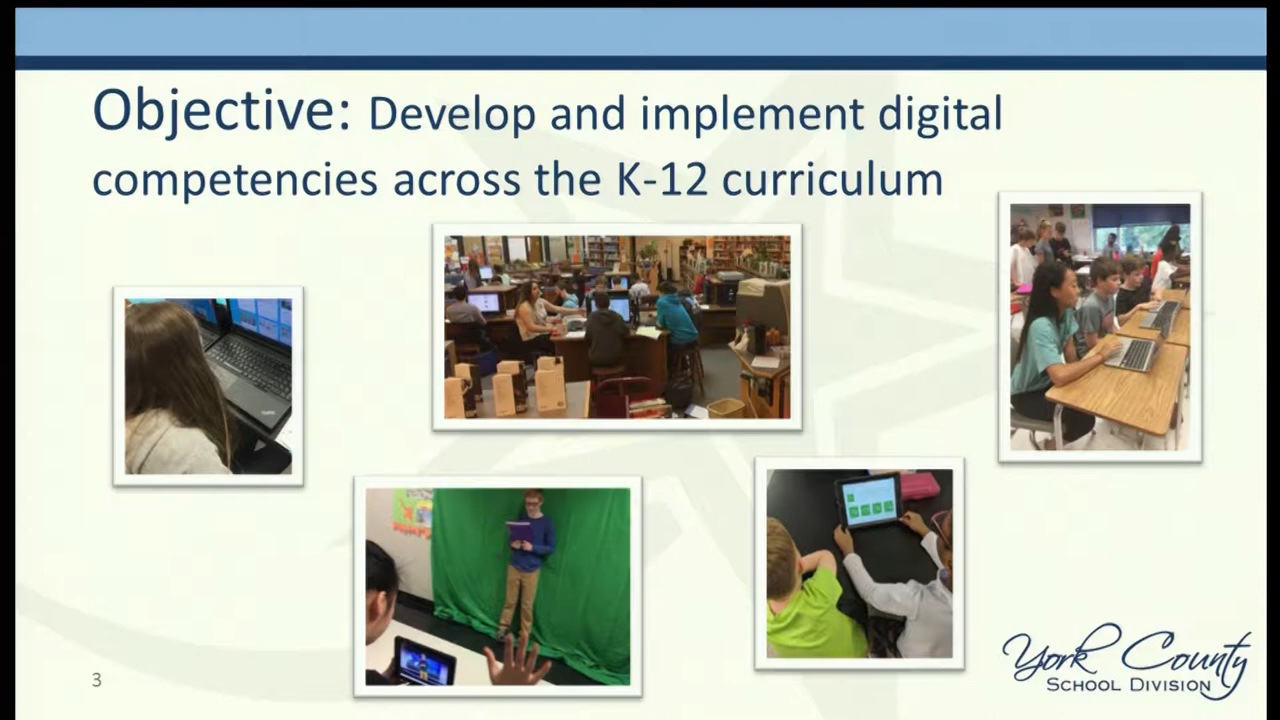 Objective: Develop and implement digital
competencies across the K-12 curriculum
3
York County
SCHOOL DIVISION